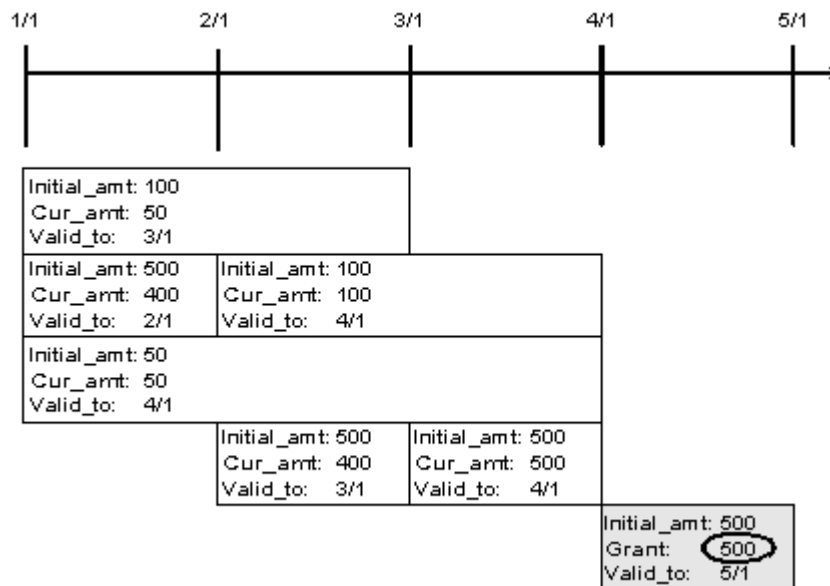 1/1 2/1 3/1 4/1 5/1
Initial_amt: 100
Cur_amt: 50
Valid_to: 3/1
Initial_amt: 500
Cur_amt: 400
Valid_to: 2/1
Initial_amt: 100
Cur_amt: 100
Valid_to: 4/1
Initial_amt: 50
Cur_amt: 50
Valid_to: 4/1
Initial_amt: 500
Cur_amt: 400
Valid_to: 3/1
Initial_amt: 500
Cur_amt: 500
Valid_to: 4/1
Initial_amt: 500
Grant: 500
Valid_to: 5/1